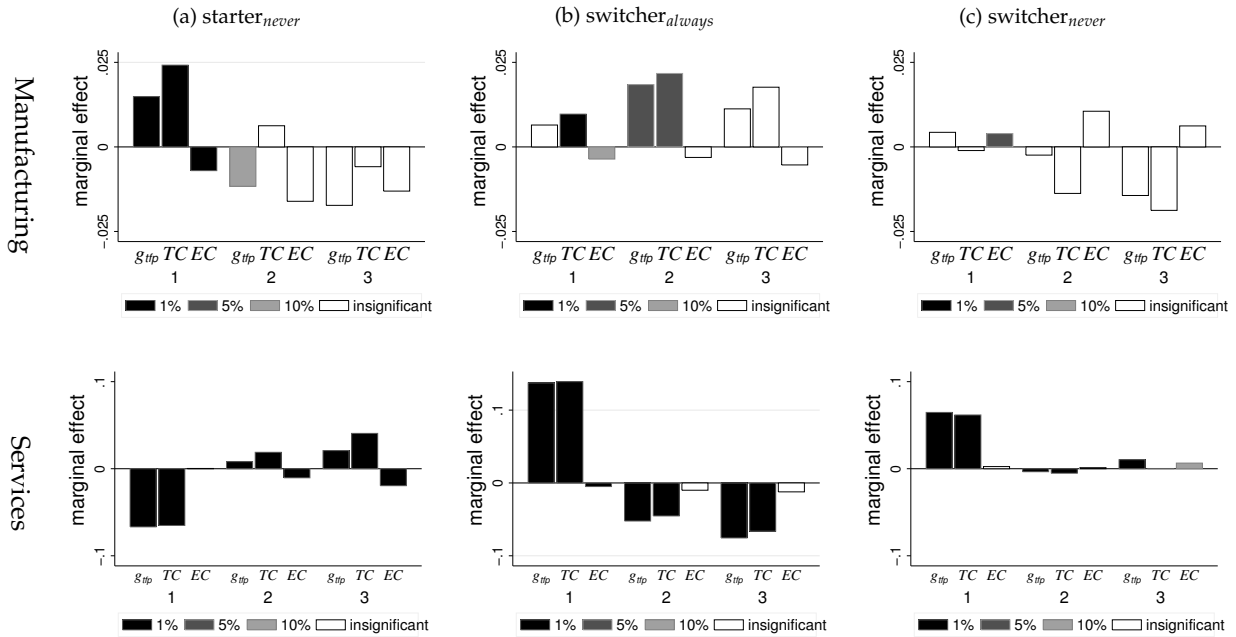 (a) starter_never (b) switcher_always (c) switcher_never
Manufacturing
marginal effect
.025
0
-.025
g_tfp TC EC g_tfp TC EC g_tfp TC EC
1 2 3
1% 5% 10% insignificant
marginal effect
.025
0
-.025
g_tfp TC EC g_tfp TC EC g_tfp TC EC
1 2 3
1% 5% 10% insignificant
marginal effect
.025
0
-.025
g_tfp TC EC g_tfp TC EC g_tfp TC EC
1 2 3
1% 5% 10% insignificant
Services
marginal effect
.1
0
-.1
g_tfp TC EC g_tfp TC EC g_tfp TC EC
1 2 3
1% 5% 10% insignificant
marginal effect
.1
0
-.1
g_tfp TC EC g_tfp TC EC g_tfp TC EC
1 2 3
1% 5% 10% insignificant
marginal effect
.1
0
-.1
g_tfp TC EC g_tfp TC EC g_tfp TC EC
1 2 3
1% 5% 10% insignificant